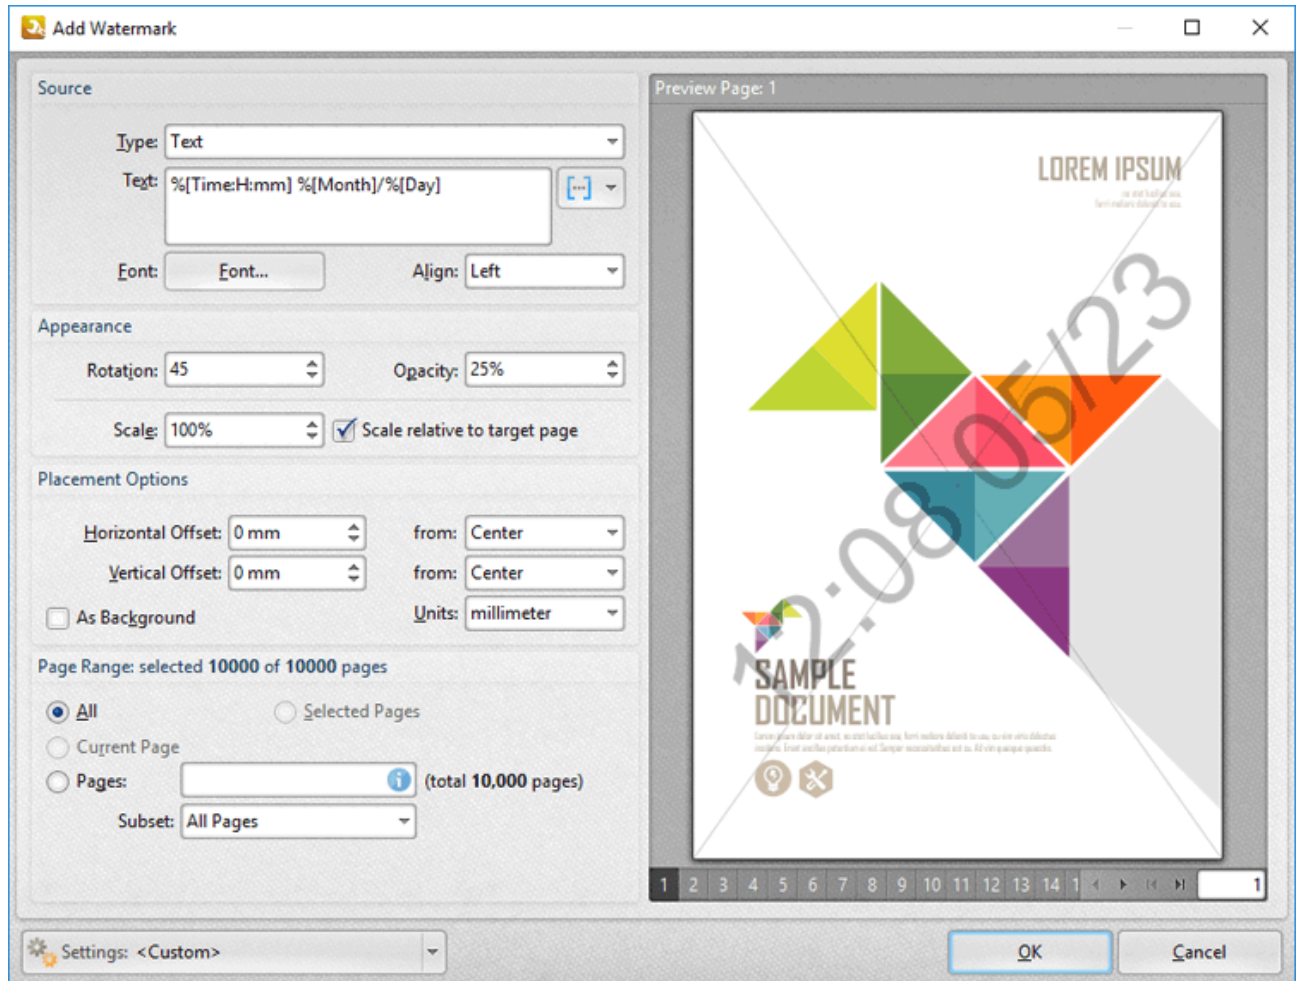 Add Watermark
Source
Type: Text
Text: %[Time:H:mm] %[Month]/%[Day]
Font: Font... Align: Left
Appearance
Rotation: 45 Opacity: 25%
Scale: 100% Scale relative to target page
Placement Options
Horizontal Offset: 0 mm from: Center
Vertical Offset: 0 mm from: Center
As Background Units: millimeter
Page Range: selected 10000 of 10000 pages
All Selected Pages
Current Page
Pages: (total 10,000 pages)
Subset: All Pages
Preview Page: 1
LOREM IPSUM
12:08 05/23
SAMPLE
DOCUMENT
1 2 3 4 5 6 7 8 9 10 11 12 13 14 1 1
Settings: <Custom> OK Cancel